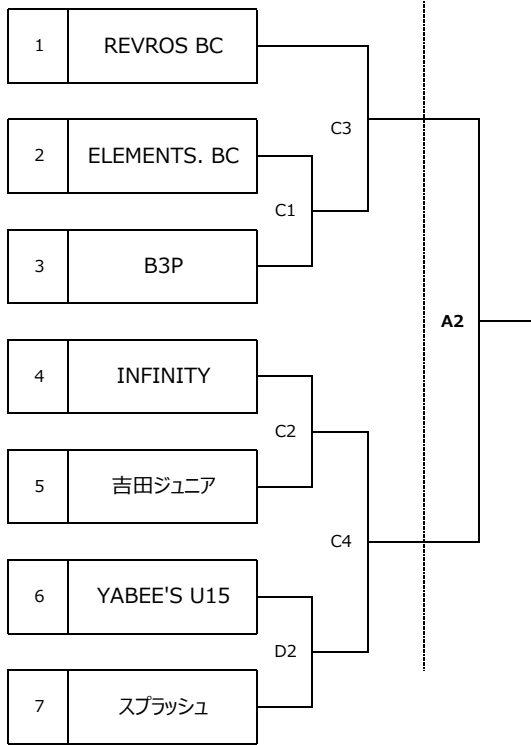 1 REVROS BC
C3
2 ELEMENTS. BC
C1
3 B3P
A2
4 INFINITY
C2
5 吉田ジュニア
C4
6 YABEE'S U15
D2
7 スプラッシュ